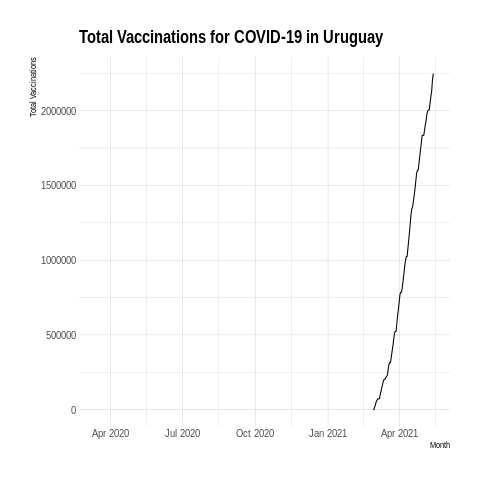 Total Vaccinations for COVID-19 in Uruguay
Total Vaccinations
2000000
1500000
1000000
500000
0
Apr 2020 Jul 2020 Oct 2020 Jan 2021 Apr 2021
Month